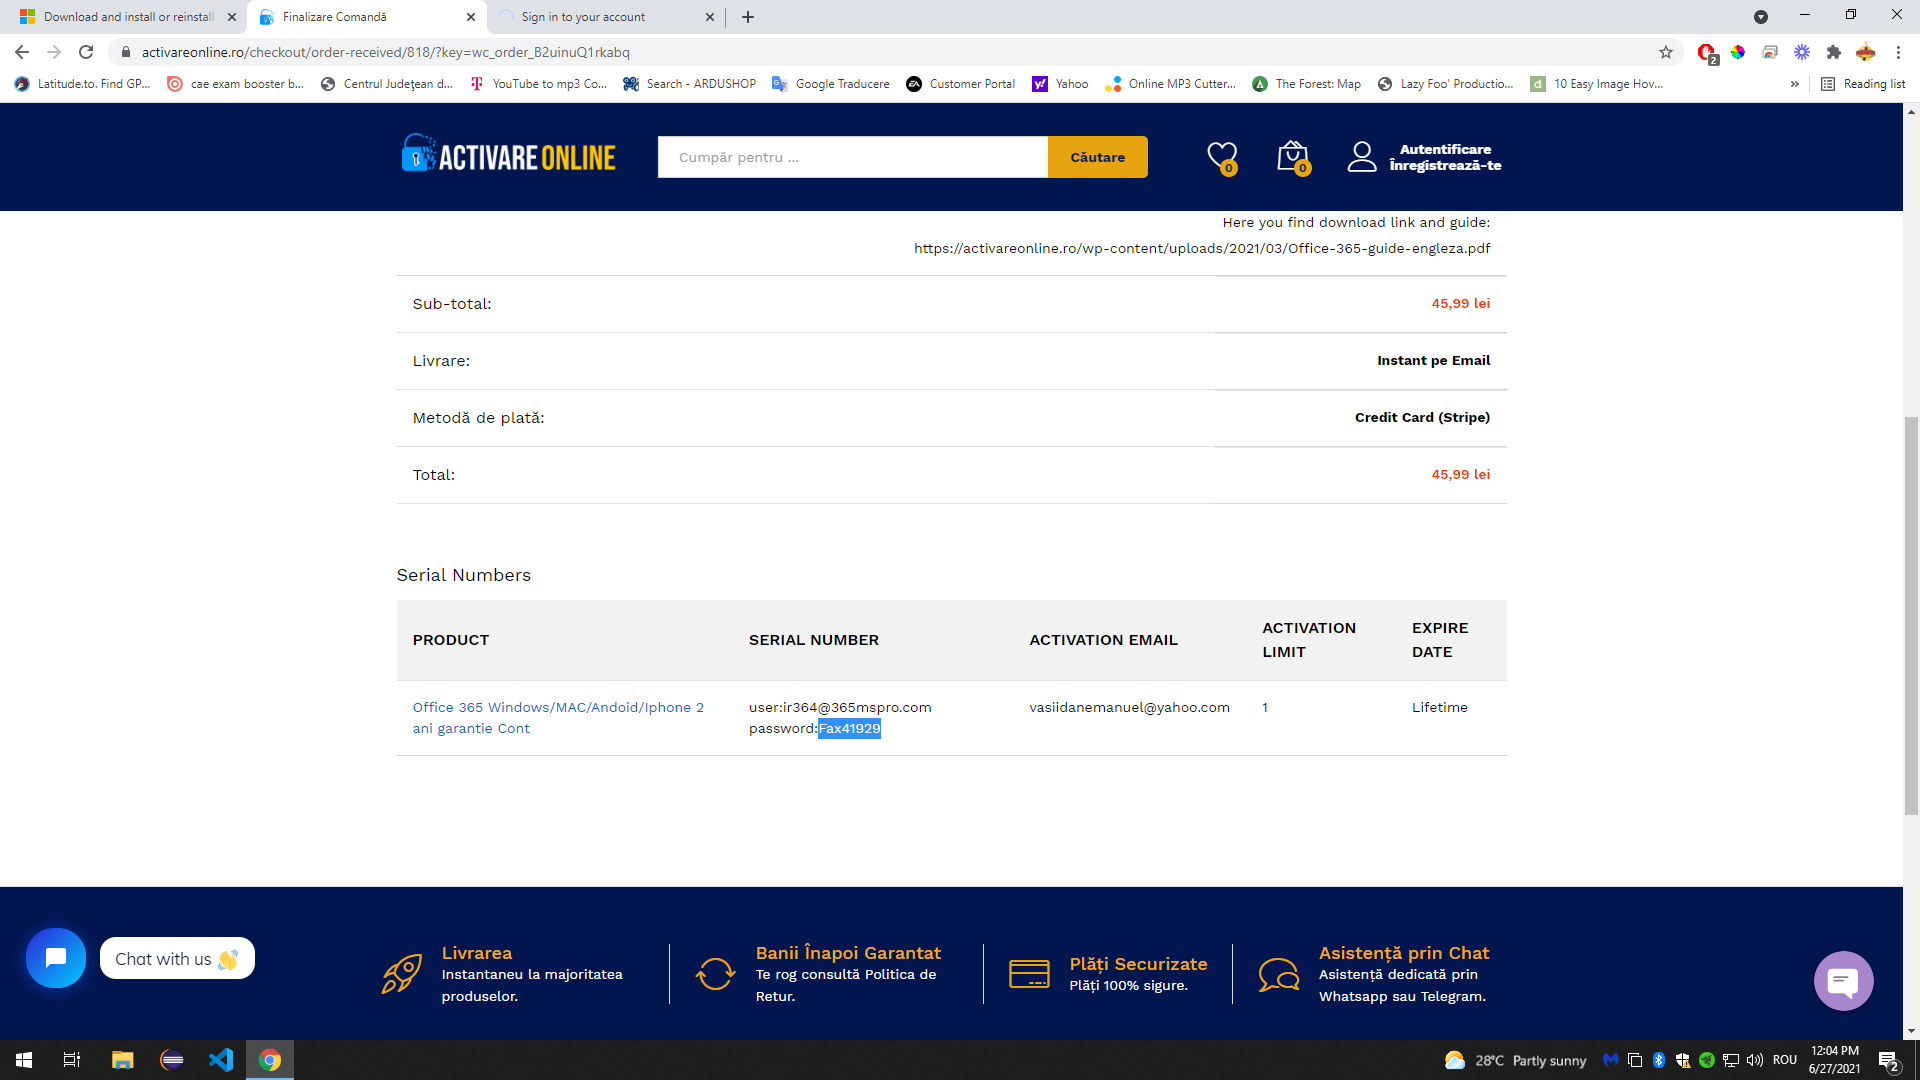 Download and install or reinstall
Finalizare Comandă
Sign in to your account
activareonline.ro/checkout/order-received/818/?key=wc_order_B2uinuQ1rkabq
2
Latitude.to. Find GP...
cae exam booster b...
Centrul Judeţean d...
YouTube to mp3 Co...
Search - ARDUSHOP
Google Traducere
Customer Portal
Yahoo
Online MP3 Cutter...
The Forest: Map
Lazy Foo' Productio...
10 Easy Image Hov...
»
Reading list
ACTIVARE ONLINE
Cumpăr pentru ...
Căutare
0
0
Autentificare
Înregistrează-te
Here you find download link and guide:
https://activareonline.ro/wp-content/uploads/2021/03/Office-365-guide-engleza.pdf
Sub-total:
45,99 lei
Livrare:
Instant pe Email
Metodă de plată:
Credit Card (Stripe)
Total:
45,99 lei
Serial Numbers
PRODUCT
SERIAL NUMBER
ACTIVATION EMAIL
ACTIVATION
LIMIT
EXPIRE
DATE
Office 365 Windows/MAC/Andoid/Iphone 2
ani garantie Cont
user:ir364@365mspro.com
password:Fax41929
vasiidanemanuel@yahoo.com
1
Lifetime
Chat with us 👋
Livrarea
Instantaneu la majoritatea
produselor.
Banii Înapoi Garantat
Te rog consultă Politica de
Retur.
Plăți Securizate
Plăți 100% sigure.
Asistență prin Chat
Asistență dedicată prin
Whatsapp sau Telegram.
28°C Partly sunny
ROU
12:04 PM
6/27/2021
2